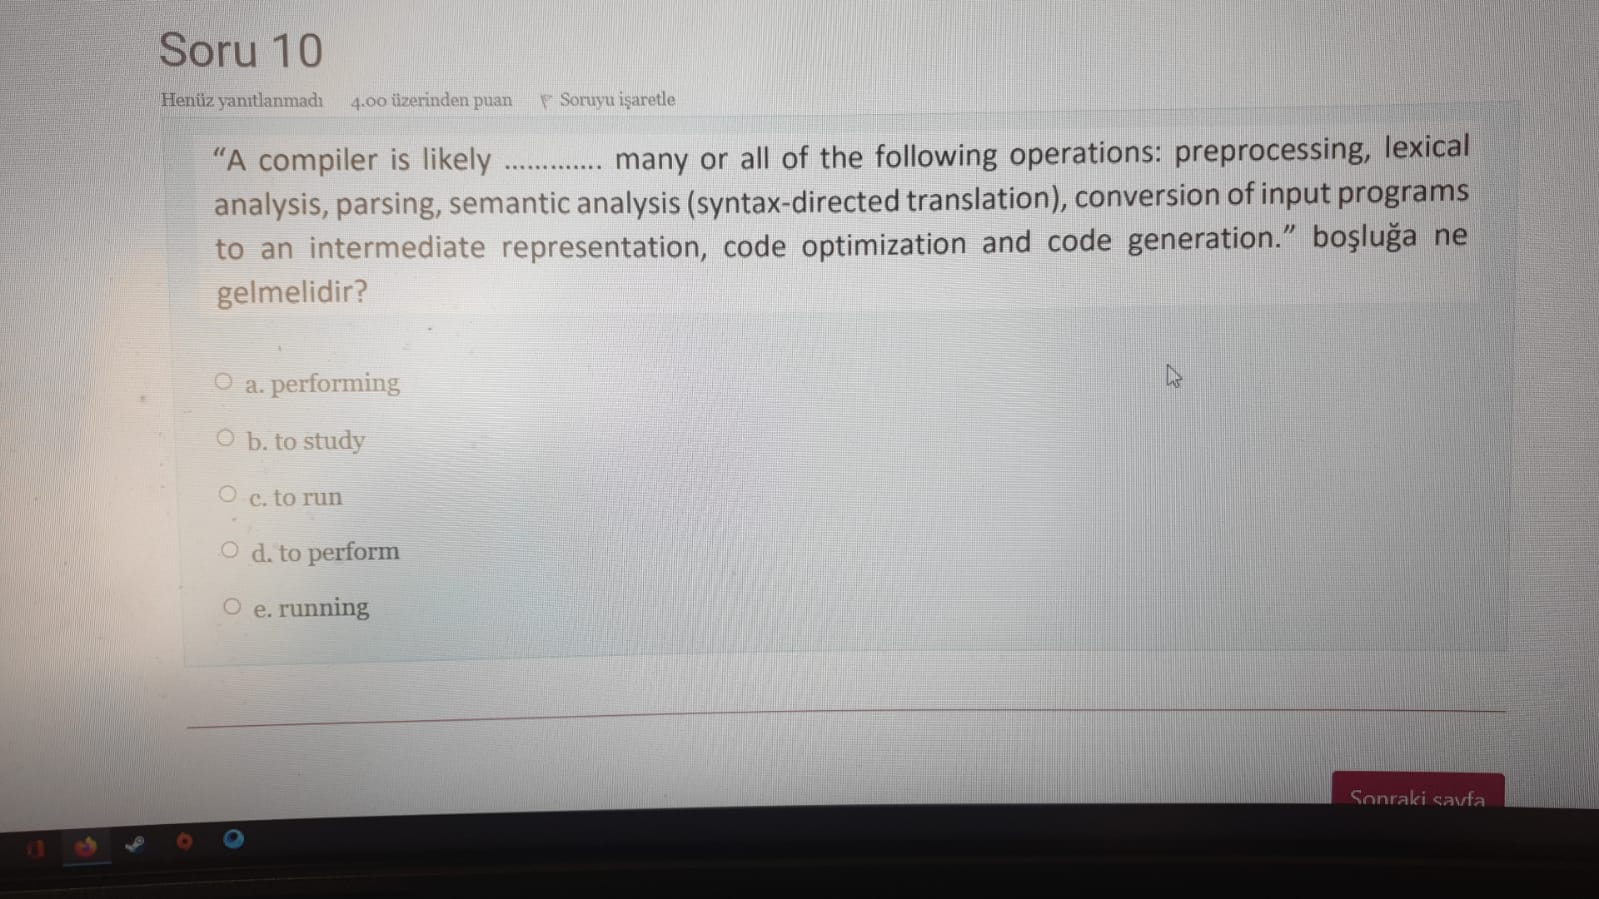 Soru 10
Henüz yanıtlanmadı 4.00 üzerinden puan Soruyu işaretle
“A compiler is likely ............. many or all of the following operations: preprocessing, lexical
analysis, parsing, semantic analysis (syntax-directed translation), conversion of input programs
to an intermediate representation, code optimization and code generation.” boşluğa ne
gelmelidir?
a. performing
b. to study
c. to run
d. to perform
e. running
Sonraki sayfa